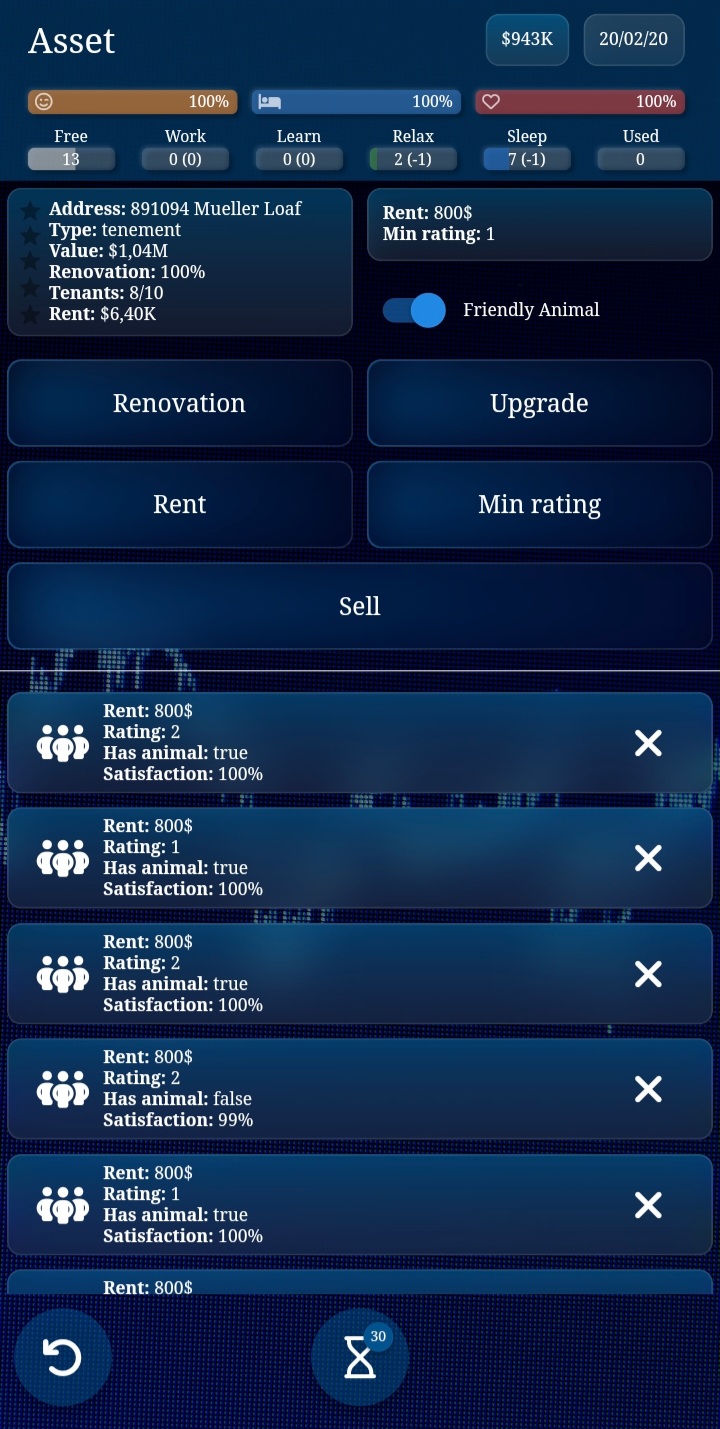 Asset
$943K
20/02/20
100%
100%
100%
Free
Work
Learn
Relax
Sleep
Used
13
0 (0)
0 (0)
2 (-1)
7 (-1)
0
Address: 891094 Mueller Loaf
Type: tenement
Value: $1,04M
Renovation: 100%
Tenants: 8/10
Rent: $6,40K
Rent: 800$
Min rating: 1
Friendly Animal
Renovation
Upgrade
Rent
Min rating
Sell
Rent: 800$
Rating: 2
Has animal: true
Satisfaction: 100%
Rent: 800$
Rating: 1
Has animal: true
Satisfaction: 100%
Rent: 800$
Rating: 2
Has animal: true
Satisfaction: 100%
Rent: 800$
Rating: 2
Has animal: false
Satisfaction: 99%
Rent: 800$
Rating: 1
Has animal: true
Satisfaction: 100%
Rent: 800$
30